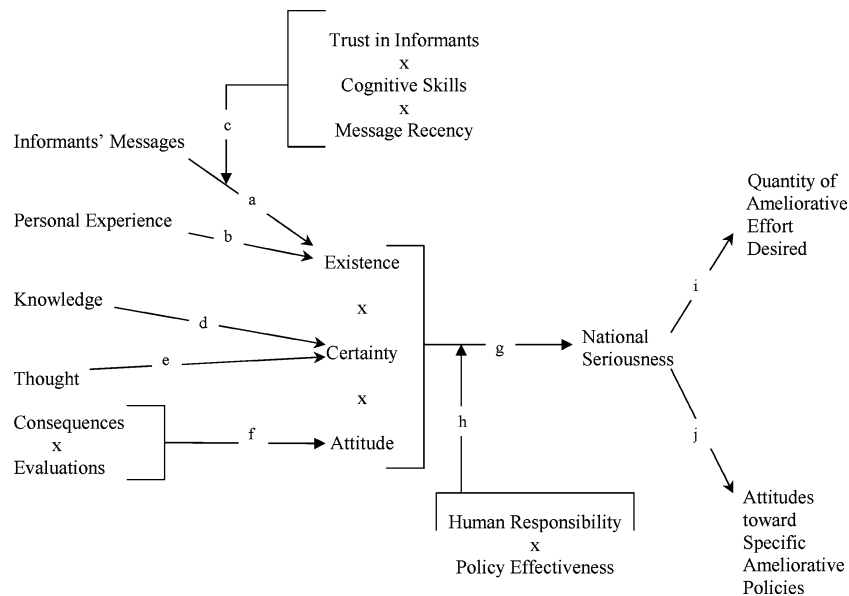 Trust in Informants
x
Cognitive Skills
x
Message Recency
c
Informants' Messages
a
Personal Experience
b
Existence
x
Knowledge
d
Certainty
e
Thought
x
Consequences
x
Evaluations
f
Attitude
g
h
Human Responsibility
x
Policy Effectiveness
National
Seriousness
i
Quantity of
Ameliorative
Effort
Desired
j
Attitudes
toward
Specific
Ameliorative
Policies